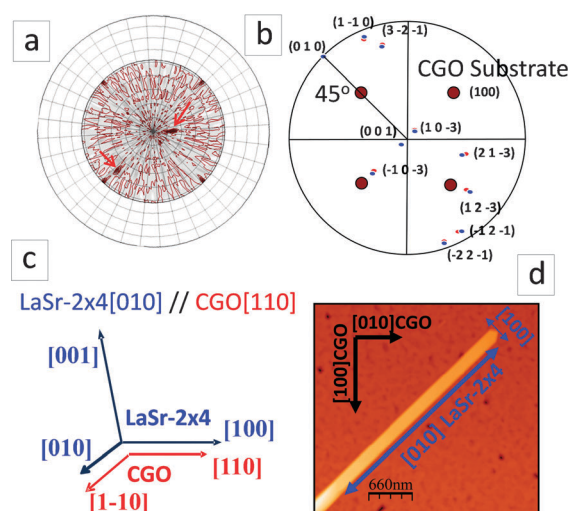 a
b
(1 -1 0)
(3 -2 -1)
(0 1 0)
CGO Substrate
45º
(100)
(0 0 1)
(1 0 -3)
(-1 0 -3)
(2 1 -3)
(1 2 -3)
(-1 2 -1)
(-2 2 -1)
c
d
LaSr-2x4[010] // CGO[110]
[001]
LaSr-2x4
[100]
[010]
CGO
[110]
[1-10]
[010]CGO
[100]CGO
[100]
[010] LaSr-2x4
660nm